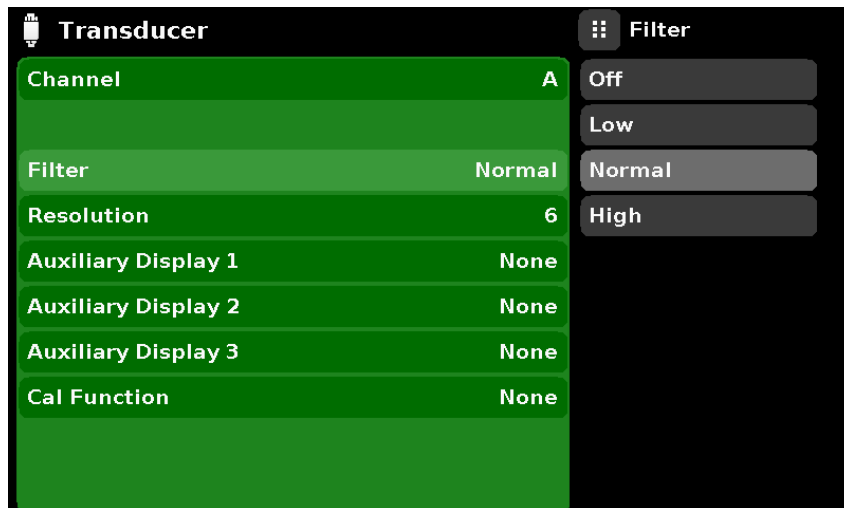 Transducer
Channel A
Filter Normal
Resolution 6
Auxiliary Display 1 None
Auxiliary Display 2 None
Auxiliary Display 3 None
Cal Function None
Filter
Off
Low
Normal
High